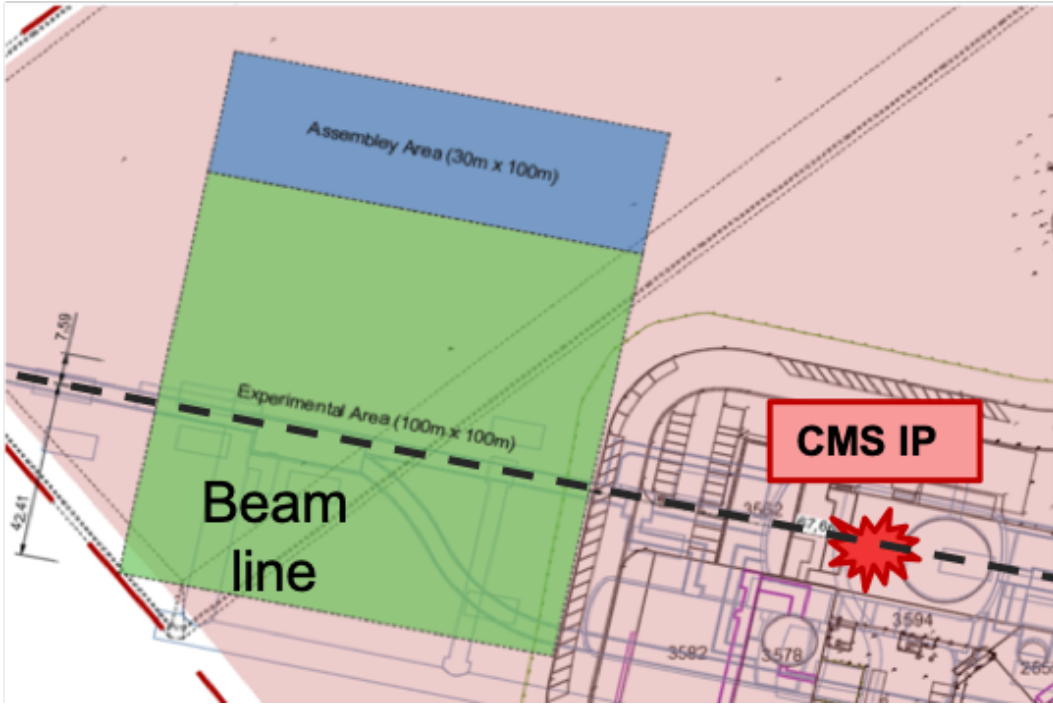 Assembley Area (30m x 100m)
7.59
Experimental Area (100m x 100m)
CMS IP
42.41
Beam
line
3562
3594
3582
3578